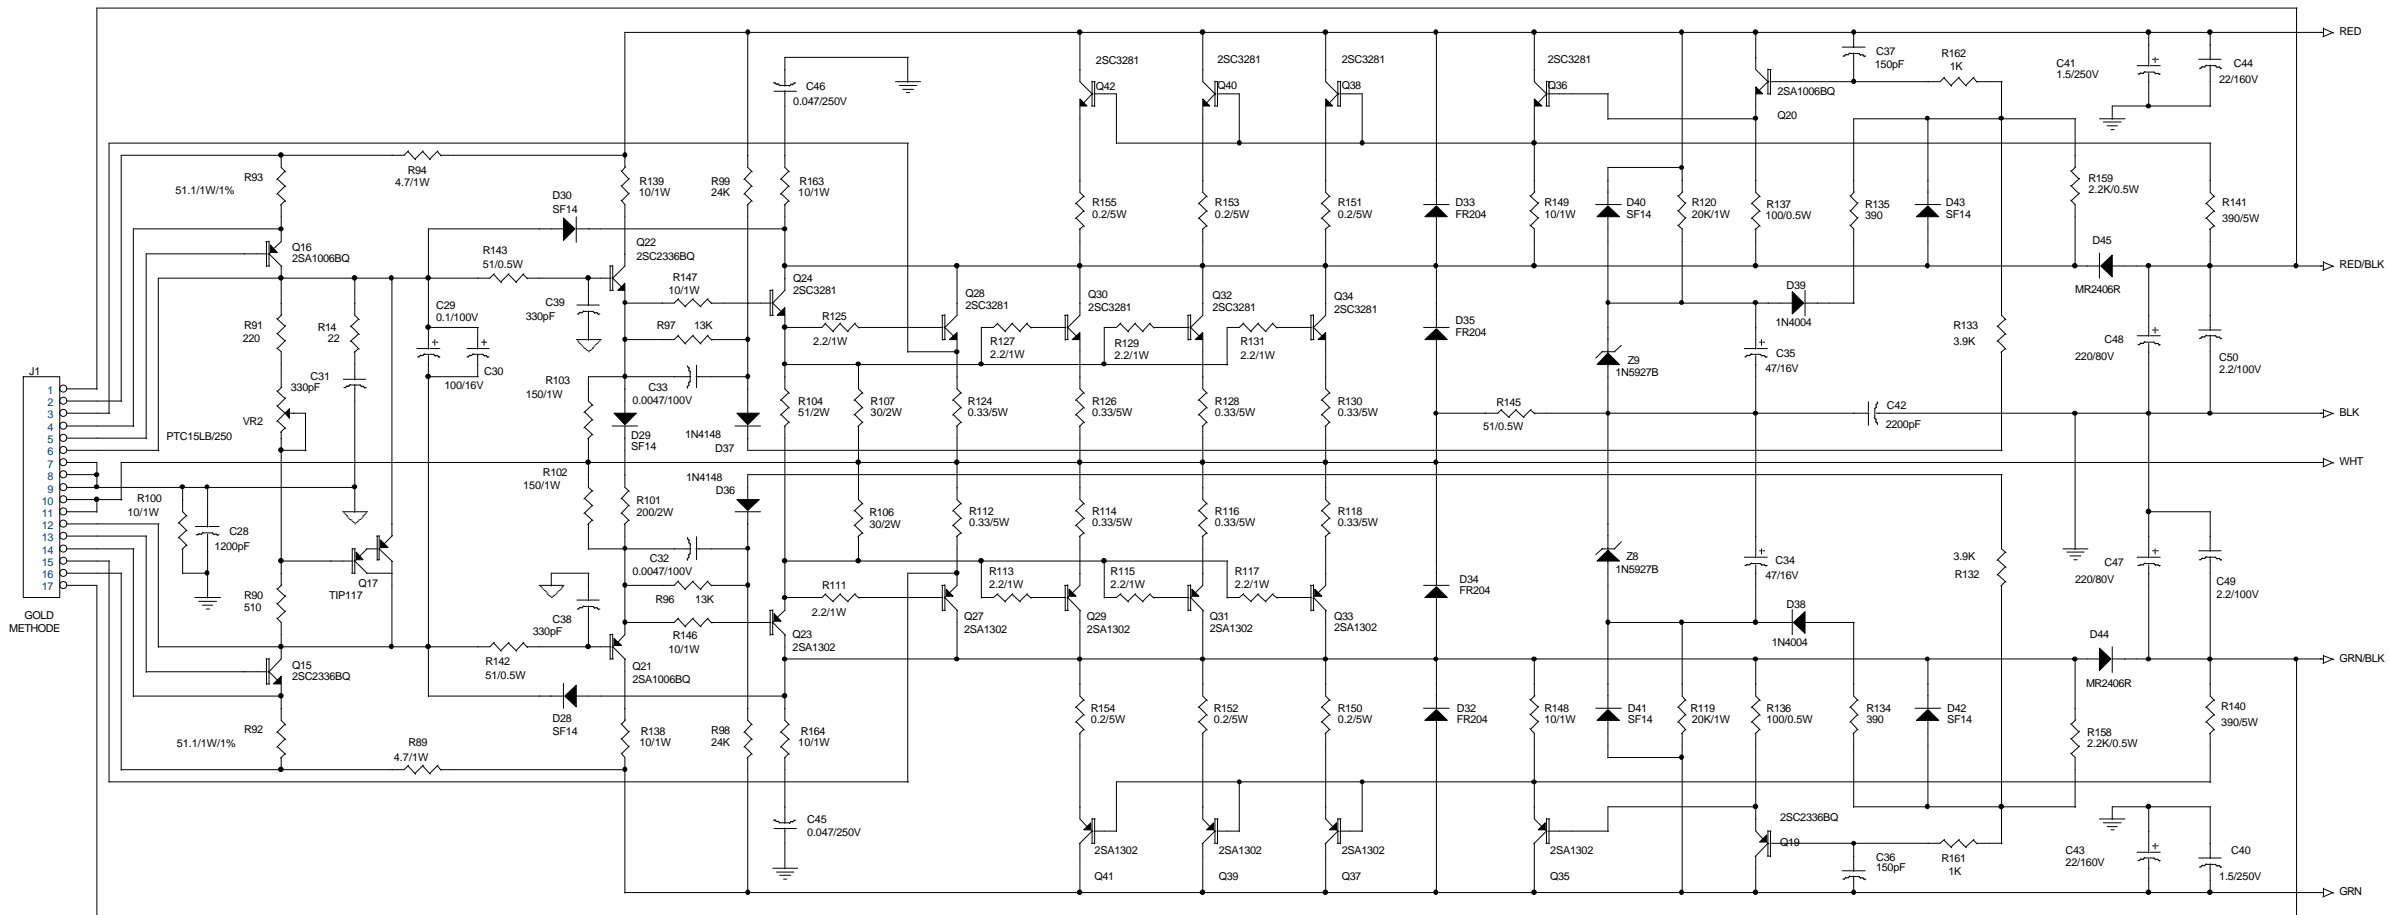 RED
2SC3281
2SC3281
2SC3281
2SC3281
C37
150pF
R162
1K
C41
1.5/250V
+
C44
22/160V
C46
0.047/250V
Q42
Q40
Q38
Q36
2SA1006BQ
Q20
R93
51.1/1W/1%
R94
4.7/1W
R139
10/1W
R99
24K
R163
10/1W
D30
SF14
R155
0.2/5W
R153
0.2/5W
R151
0.2/5W
D33
FR204
R149
10/1W
D40
SF14
R120
20K/1W
R137
100/0.5W
R135
390
D43
SF14
R159
2.2K/0.5W
R141
390/5W
Q16
2SA1006BQ
R143
51/0.5W
Q22
2SC2336BQ
R147
10/1W
Q24
2SC3281
D45
MR2406R
RED/BLK
Q28
2SC3281
Q30
2SC3281
Q32
2SC3281
Q34
2SC3281
D39
1N4004
C29
0.1/100V
C39
330pF
R91
220
R14
22
+
+
C30
100/16V
R97
13K
R125
2.2/1W
R127
2.2/1W
R129
2.2/1W
R131
2.2/1W
D35
FR204
Z9
1N5927B
+
C35
47/16V
R133
3.9K
C48
220/80V
+
C50
2.2/100V
J1
1
2
3
4
5
6
7
8
9
10
11
12
13
14
15
16
17
GOLD
METHODE
C31
330pF
R103
150/1W
C33
0.0047/100V
VR2
PTC15LB/250
D29
SF14
1N4148
D37
R104
51/2W
R107
30/2W
R124
0.33/5W
R126
0.33/5W
R128
0.33/5W
R130
0.33/5W
R145
51/0.5W
C42
2200pF
BLK
WHT
R100
10/1W
C28
1200pF
R102
150/1W
R101
200/2W
1N4148
D36
R106
30/2W
R112
0.33/5W
R114
0.33/5W
R116
0.33/5W
R118
0.33/5W
C32
0.0047/100V
Q17
TIP117
R90
510
C38
330pF
R96
13K
R111
2.2/1W
R113
2.2/1W
R115
2.2/1W
R117
2.2/1W
D34
FR204
Z8
1N5927B
+
C34
47/16V
3.9K
R132
C47
220/80V
+
C49
2.2/100V
R146
10/1W
Q23
2SA1302
Q27
2SA1302
Q29
2SA1302
Q31
2SA1302
Q33
2SA1302
D38
1N4004
Q15
2SC2336BQ
R142
51/0.5W
Q21
2SA1006BQ
D44
MR2406R
GRN/BLK
D28
SF14
R92
51.1/1W/1%
R89
4.7/1W
R138
10/1W
R98
24K
R164
10/1W
R154
0.2/5W
R152
0.2/5W
R150
0.2/5W
D32
FR204
R148
10/1W
D41
SF14
R119
20K/1W
R136
100/0.5W
R134
390
D42
SF14
R158
2.2K/0.5W
R140
390/5W
C45
0.047/250V
2SA1302
Q41
2SA1302
Q39
2SA1302
Q37
2SA1302
Q35
2SC2336BQ
Q19
C36
150pF
R161
1K
C43
22/160V
+
C40
1.5/250V
GRN